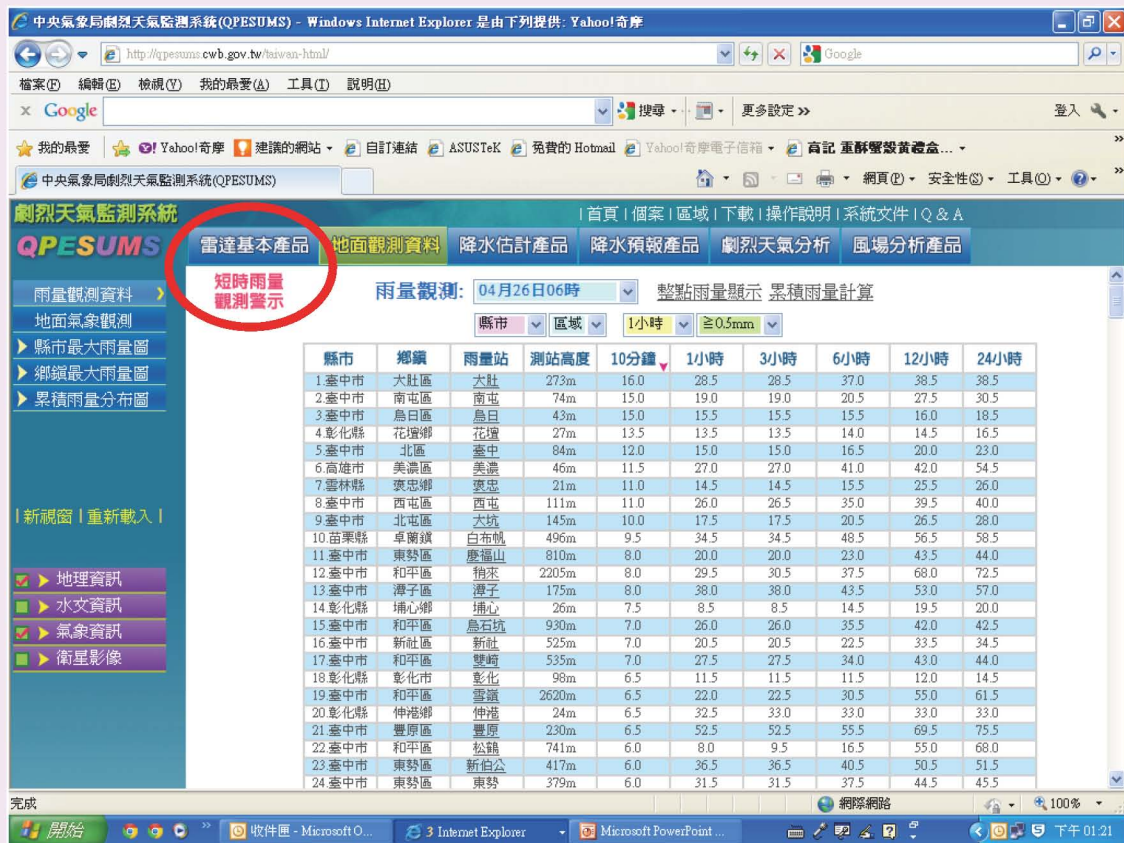 中央氣象局劇烈天氣監測系統(QPESUMS) - Windows Internet Explorer 是由下列提供: Yahoo!奇摩
http://qpesums.cwb.gov.tw/taiwan-html/
Google
檔案(F) 編輯(E) 檢視(V) 我的最愛(A) 工具(T) 說明(H)
x Google 搜尋 更多設定 >> 登入
我的最愛 Yahoo!奇摩 建議的網站 自訂連結 ASUSTeK 免費的 Hotmail Yahoo!奇摩電子信箱 高記 重酥蟹殼黃禮盒...
中央氣象局劇烈天氣監測系統(QPESUMS) 網頁(P) 安全性(S) 工具(O)
劇烈天氣監測系統 | 首頁 | 個案 | 區域 | 下載 | 操作說明 | 系統文件 | Q & A
QPESUMS 雷達基本產品 地面觀測資料 降水估計產品 降水預報產品 劇烈天氣分析 風場分析產品
短時雨量
觀測警示
雨量觀測資料
地面氣象觀測
縣市最大雨量圖
鄉鎮最大雨量圖
累積雨量分布圖
| 新視窗 | 重新載入 |
地理資訊
水文資訊
氣象資訊
衛星影像
雨量觀測: 04月26日06時 整點雨量顯示 累積雨量計算
縣市 區域 1小時 ≧0.5mm
縣市 鄉鎮 雨量站 測站高度 10分鐘 1小時 3小時 6小時 12小時 24小時
1.臺中市 大肚區 大肚 273m 16.0 28.5 28.5 37.0 38.5 38.5
2.臺中市 南屯區 南屯 74m 15.0 19.0 19.0 20.5 27.5 30.5
3.臺中市 烏日區 烏日 43m 15.0 15.5 15.5 15.5 16.0 18.5
4.彰化縣 花壇鄉 花壇 27m 13.5 13.5 13.5 14.0 14.5 16.5
5.臺中市 北區 臺中 84m 12.0 15.0 15.0 16.5 20.0 23.0
6.高雄市 美濃區 美濃 46m 11.5 27.0 27.0 41.0 42.0 54.5
7.雲林縣 褒忠鄉 褒忠 21m 11.0 14.5 14.5 15.5 25.5 26.0
8.臺中市 西屯區 西屯 111m 11.0 26.0 26.5 35.0 39.5 40.0
9.臺中市 北屯區 大坑 145m 10.0 17.5 17.5 20.5 26.5 28.0
10.苗栗縣 卓蘭鎮 白布帆 496m 9.5 34.5 34.5 48.5 56.5 58.5
11.臺中市 東勢區 慶福山 810m 8.0 20.0 20.0 23.0 43.5 44.0
12.臺中市 和平區 稍來 2205m 8.0 29.5 30.5 37.5 68.0 72.5
13.臺中市 潭子區 潭子 175m 8.0 38.0 38.0 43.5 53.0 57.0
14.彰化縣 埔心鄉 埔心 26m 7.5 8.5 8.5 14.5 19.5 20.0
15.臺中市 和平區 烏石坑 930m 7.0 26.0 26.0 35.5 42.0 42.5
16.臺中市 新社區 新社 525m 7.0 20.5 20.5 22.5 33.5 34.5
17.臺中市 和平區 雙崎 535m 7.0 27.5 27.5 34.0 43.0 44.0
18.彰化縣 彰化市 彰化 98m 6.5 11.5 11.5 11.5 12.0 14.5
19.臺中市 和平區 雪嶺 2620m 6.5 22.0 22.5 30.5 55.0 61.5
20.彰化縣 伸港鄉 伸港 24m 6.5 32.5 33.0 33.0 33.0 33.0
21.臺中市 豐原區 豐原 230m 6.5 52.5 52.5 55.5 69.5 75.5
22.臺中市 和平區 松鶴 741m 6.0 8.0 9.5 16.5 55.0 68.0
23.臺中市 東勢區 新伯公 417m 6.0 36.5 36.5 40.5 50.5 51.5
24.臺中市 東勢區 東勢 379m 6.0 31.5 31.5 37.5 44.5 45.5
完成 網際網路 100%
開始 收件匣 - Microsoft O... 3 Internet Explorer Microsoft PowerPoint ... 下午 01:21